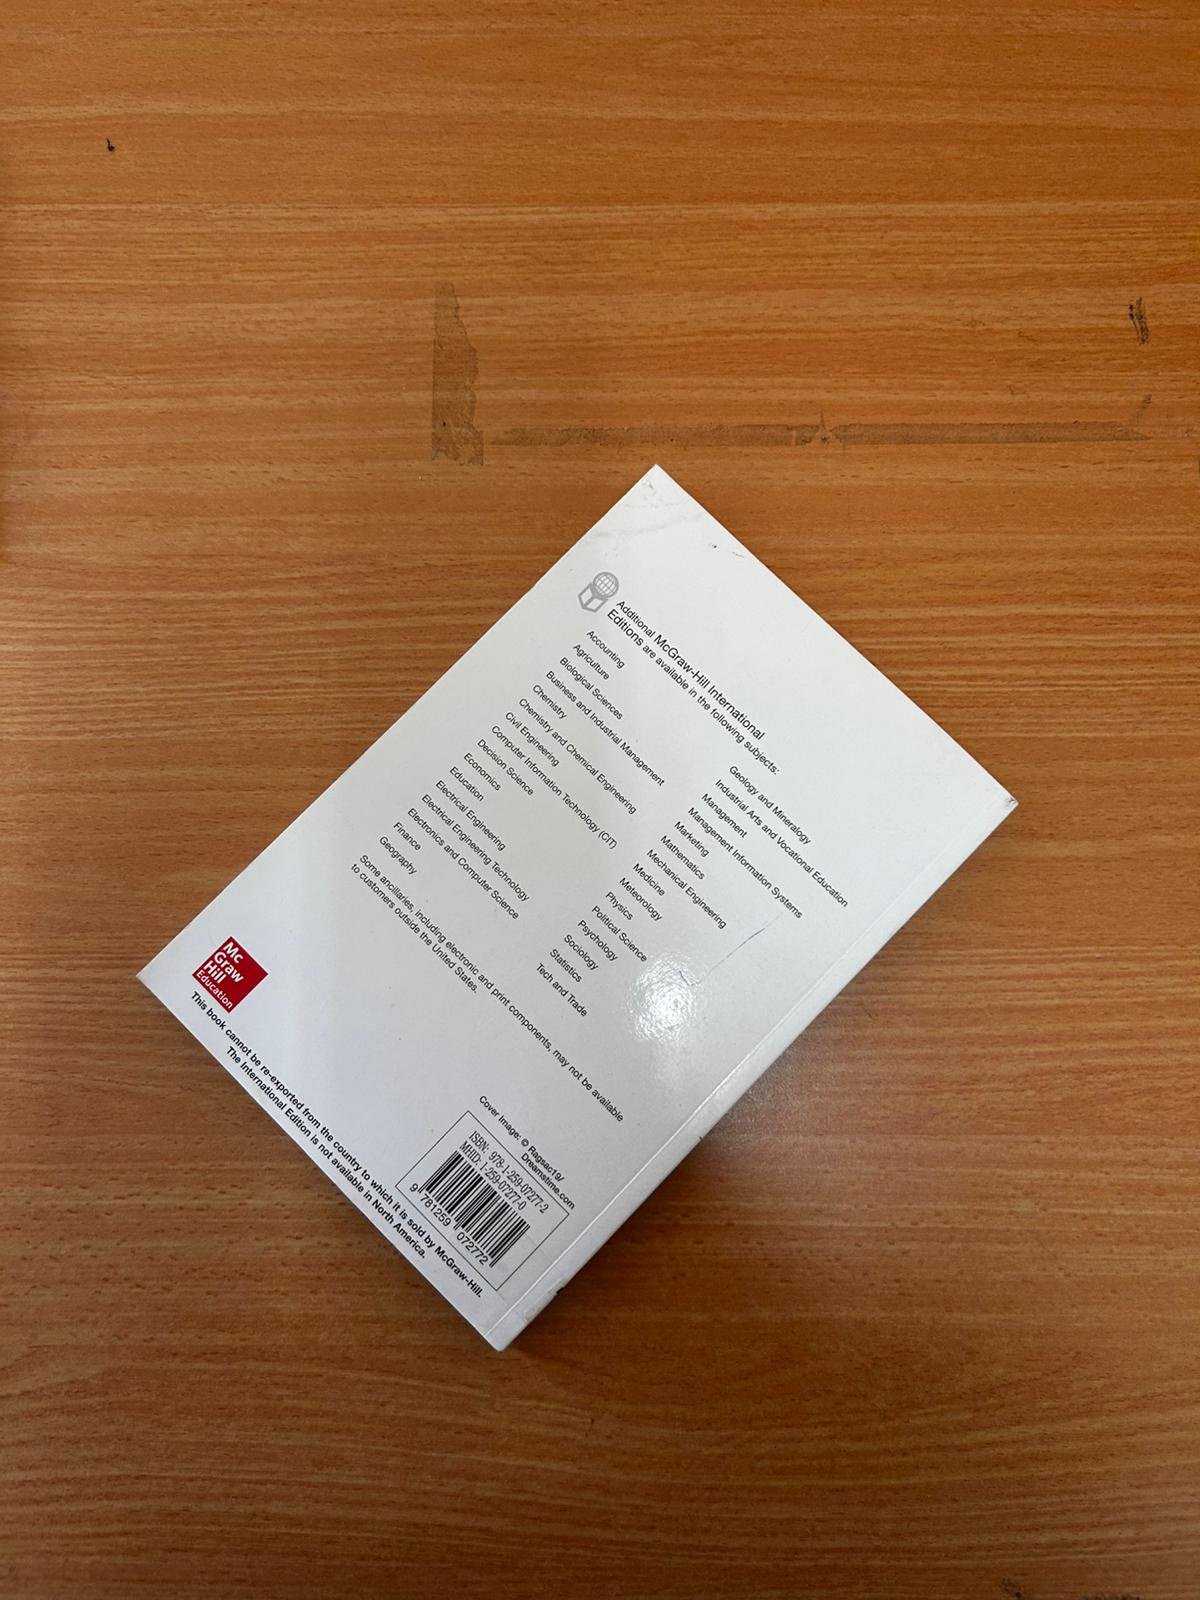 Additional McGraw-Hill International
Editions are available in the following subjects:
Accounting
Agriculture
Biological Sciences
Business and Industrial Management
Chemistry
Chemistry and Chemical Engineering
Civil Engineering
Computer Information Technology (CIT)
Decision Science
Economics
Education
Electrical Engineering
Electrical Engineering Technology
Electronics and Computer Science
Finance
Geography
Geology and Mineralogy
Industrial Arts and Vocational Education
Management
Management Information Systems
Marketing
Mathematics
Mechanical Engineering
Medicine
Meteorology
Physics
Political Science
Psychology
Sociology
Statistics
Tech and Trade
Some ancillaries, including electronic and print components, may not be available
to customers outside the United States.
Cover Image: © Ragsac19/
Dreamstime.com
ISBN: 978-1-259-07277-2
MHID: 1-259-07277-0
9 781259 072772
Mc
Graw
Hill
Education
This book cannot be re-exported from the country to which it is sold by McGraw-Hill.
The International Edition is not available in North America.